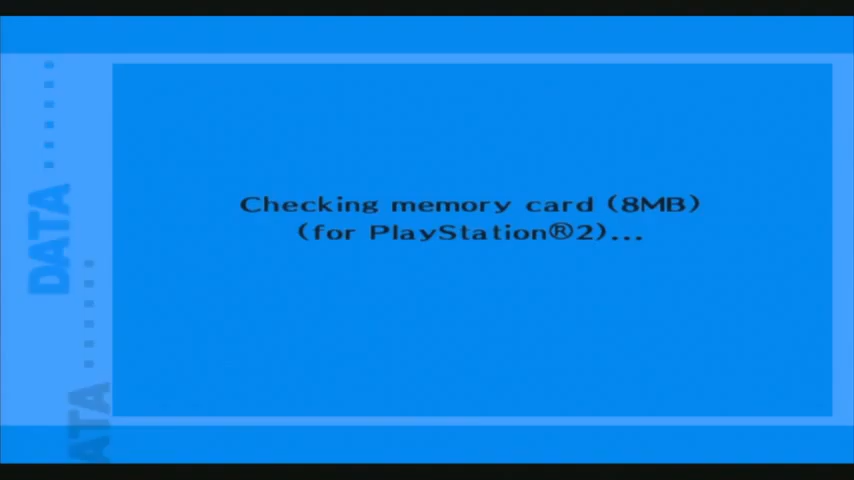 Checking memory card (8MB)
(for PlayStation®2)...
DATA ......
DATA ......